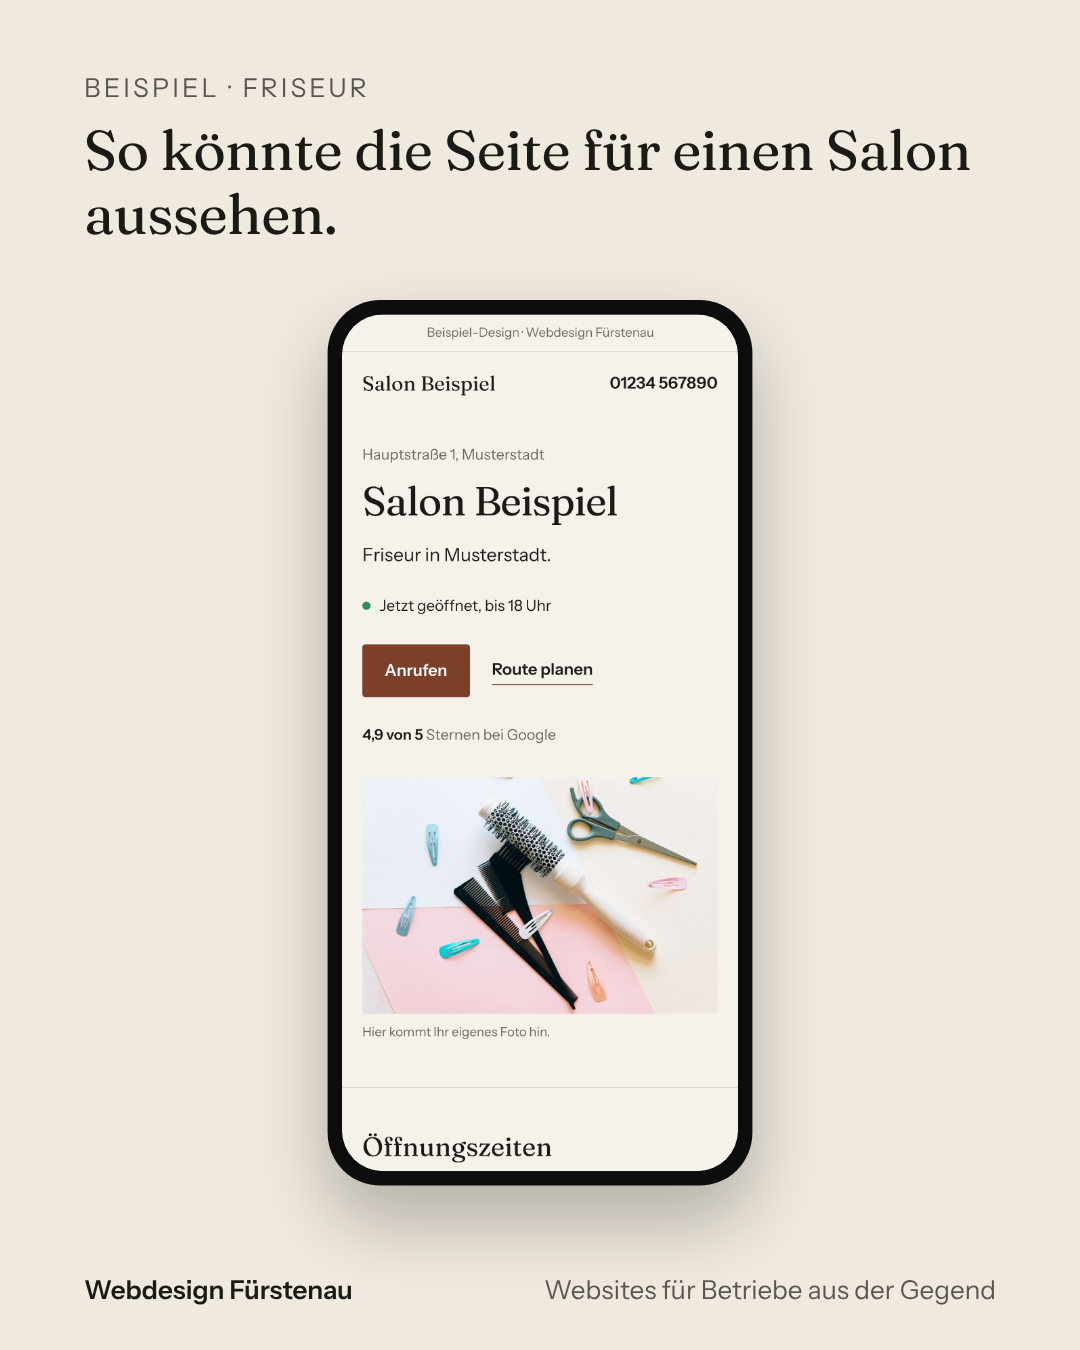 BEISPIEL · FRISEUR
So könnte die Seite für einen Salon
aussehen.
Beispiel-Design · Webdesign Fürstenau
Salon Beispiel
01234 567890
Hauptstraße 1, Musterstadt
Salon Beispiel
Friseur in Musterstadt.
Jetzt geöffnet, bis 18 Uhr
Anrufen
Route planen
4,9 von 5 Sternen bei Google
Hier kommt Ihr eigenes Foto hin.
Öffnungszeiten
Webdesign Fürstenau
Websites für Betriebe aus der Gegend